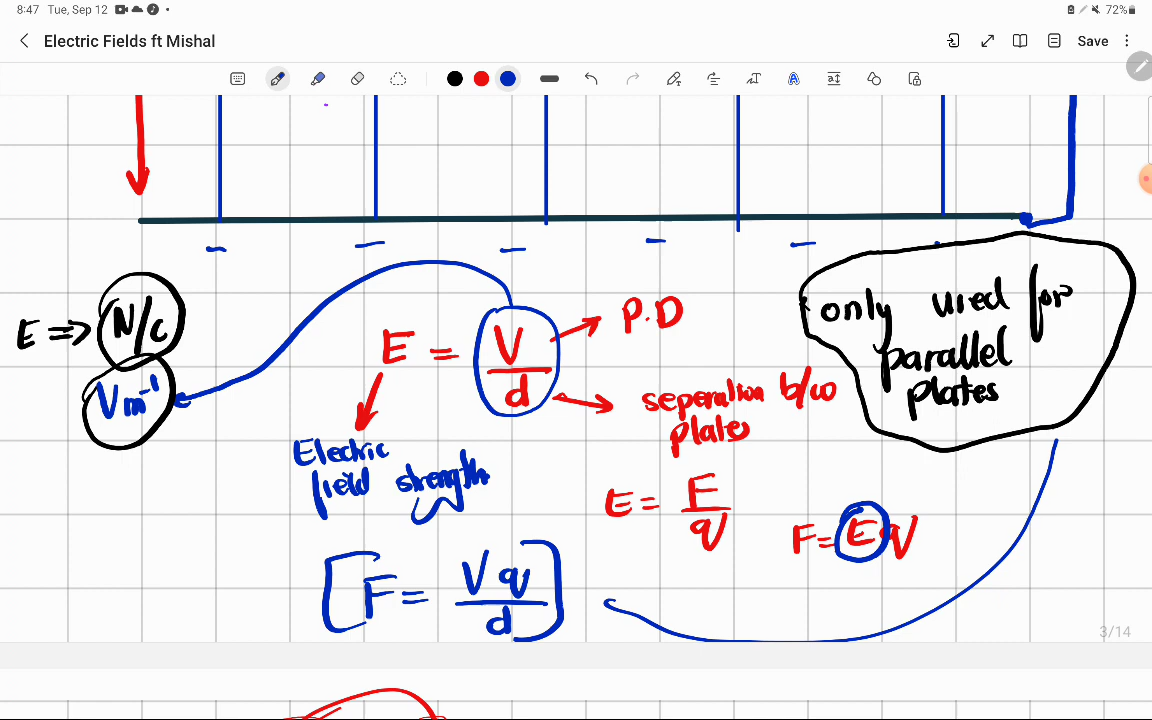 8:47 Tue, Sep 12
72%
Electric Fields ft Mishal
Save
E => N/C
Vm⁻¹
E = V/d
P.D
seperation b/w
plates
Electric
field strength
only used for
parallel
plates
E = F/q
F = Eq
[F = Vq/d]
3/14